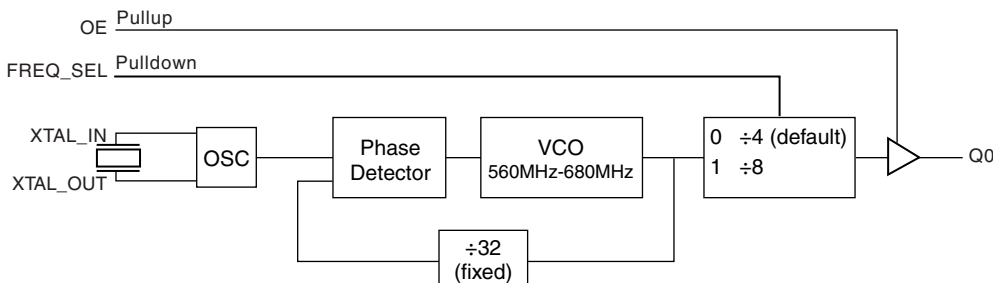 OE Pullup
FREQ_SEL Pulldown
XTAL_IN
XTAL_OUT
OSC
Phase
Detector
VCO
560MHz-680MHz
0 ÷4 (default)
1 ÷8
Q0
÷32
(fixed)